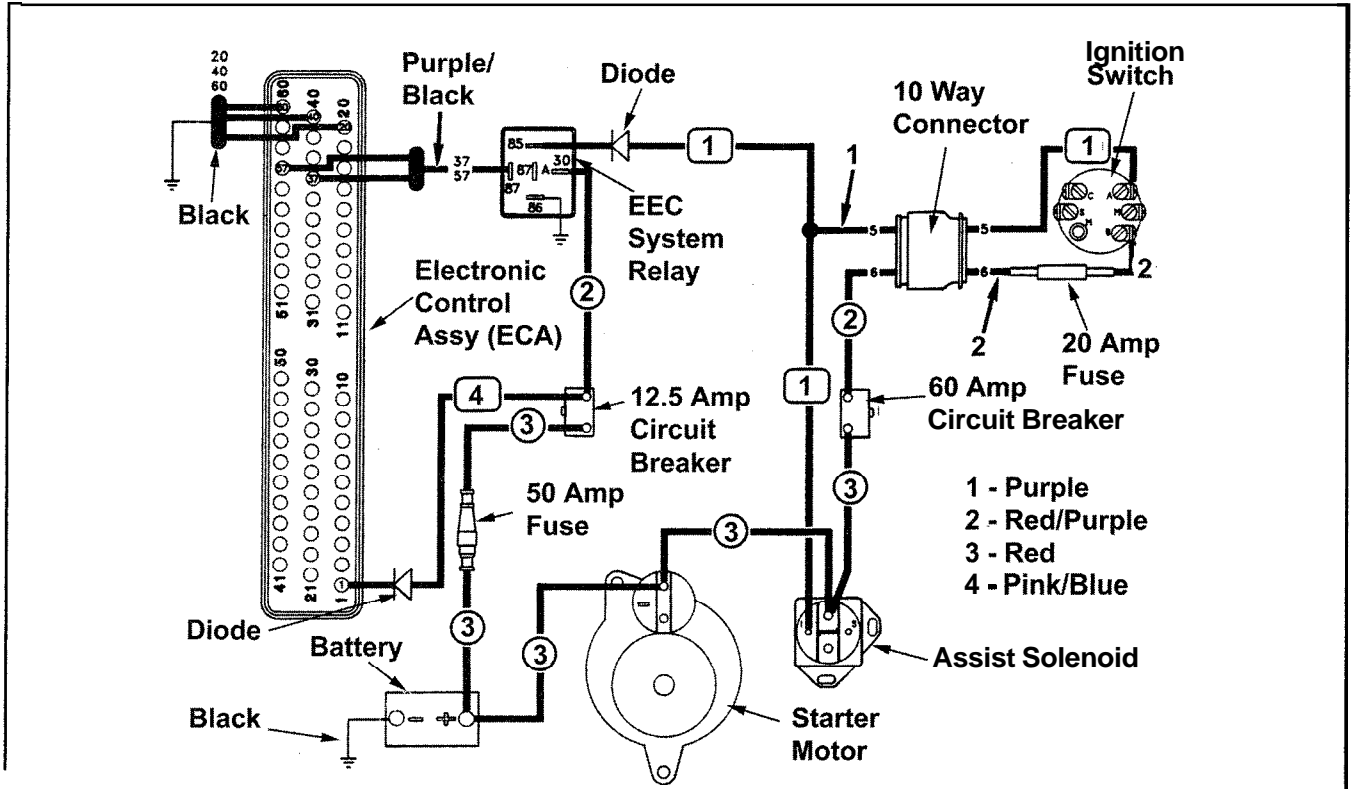 20
40
60
Black
60
40
20
37
37
51
31
11
50
30
10
41
21
1
1
Purple/
Black
37
57
85
87
A
30
87
86
EEC
System
Relay
Diode
1
1
10 Way
Connector
Ignition
Switch
1
C
A
S
M
M
B
5
5
6
6
2
2
20 Amp
Fuse
Electronic
Control
Assy (ECA)
2
4
3
12.5 Amp
Circuit
Breaker
1
2
60 Amp
Circuit Breaker
3
50 Amp
Fuse
3
1 - Purple
2 - Red/Purple
3 - Red
4 - Pink/Blue
Diode
Battery
3
3
Black
- +
-
Starter
Motor
Assist Solenoid